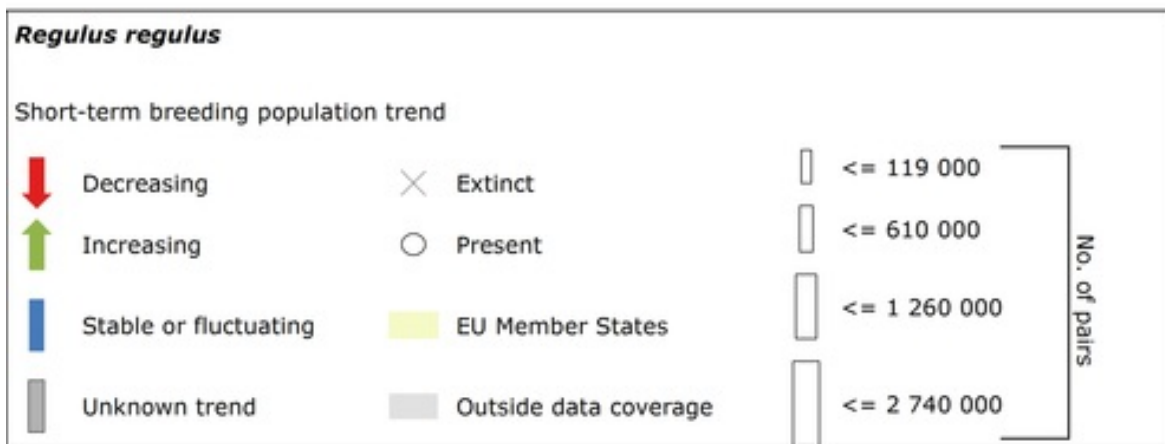 Regulus regulus
Short-term breeding population trend
Decreasing
Extinct
<= 119 000
Increasing
Present
<= 610 000
Stable or fluctuating
EU Member States
<= 1 260 000
Unknown trend
Outside data coverage
<= 2 740 000
No. of pairs